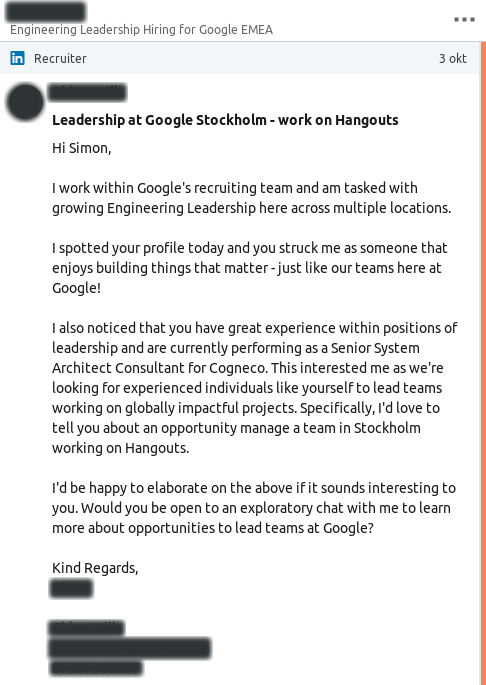 Engineering Leadership Hiring for Google EMEA
in Recruiter 3 okt
Leadership at Google Stockholm - work on Hangouts
Hi Simon,
I work within Google's recruiting team and am tasked with
growing Engineering Leadership here across multiple locations.
I spotted your profile today and you struck me as someone that
enjoys building things that matter - just like our teams here at
Google!
I also noticed that you have great experience within positions of
leadership and are currently performing as a Senior System
Architect Consultant for Cogneco. This interested me as we're
looking for experienced individuals like yourself to lead teams
working on globally impactful projects. Specifically, I'd love to
tell you about an opportunity manage a team in Stockholm
working on Hangouts.
I'd be happy to elaborate on the above if it sounds interesting to
you. Would you be open to an exploratory chat with me to learn
more about opportunities to lead teams at Google?
Kind Regards,